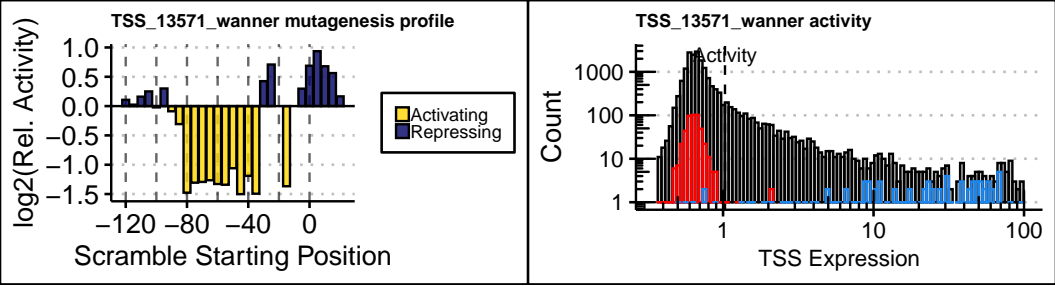 TSS_13571_wanner mutagenesis profile
log2(Rel. Activity)
1.0
0.5
0.0
−0.5
−1.0
−1.5
−120 −80 −40 0
Scramble Starting Position
Activating
Repressing
TSS_13571_wanner activity
Activity
Count
1000
100
10
1
1 10 100
TSS Expression